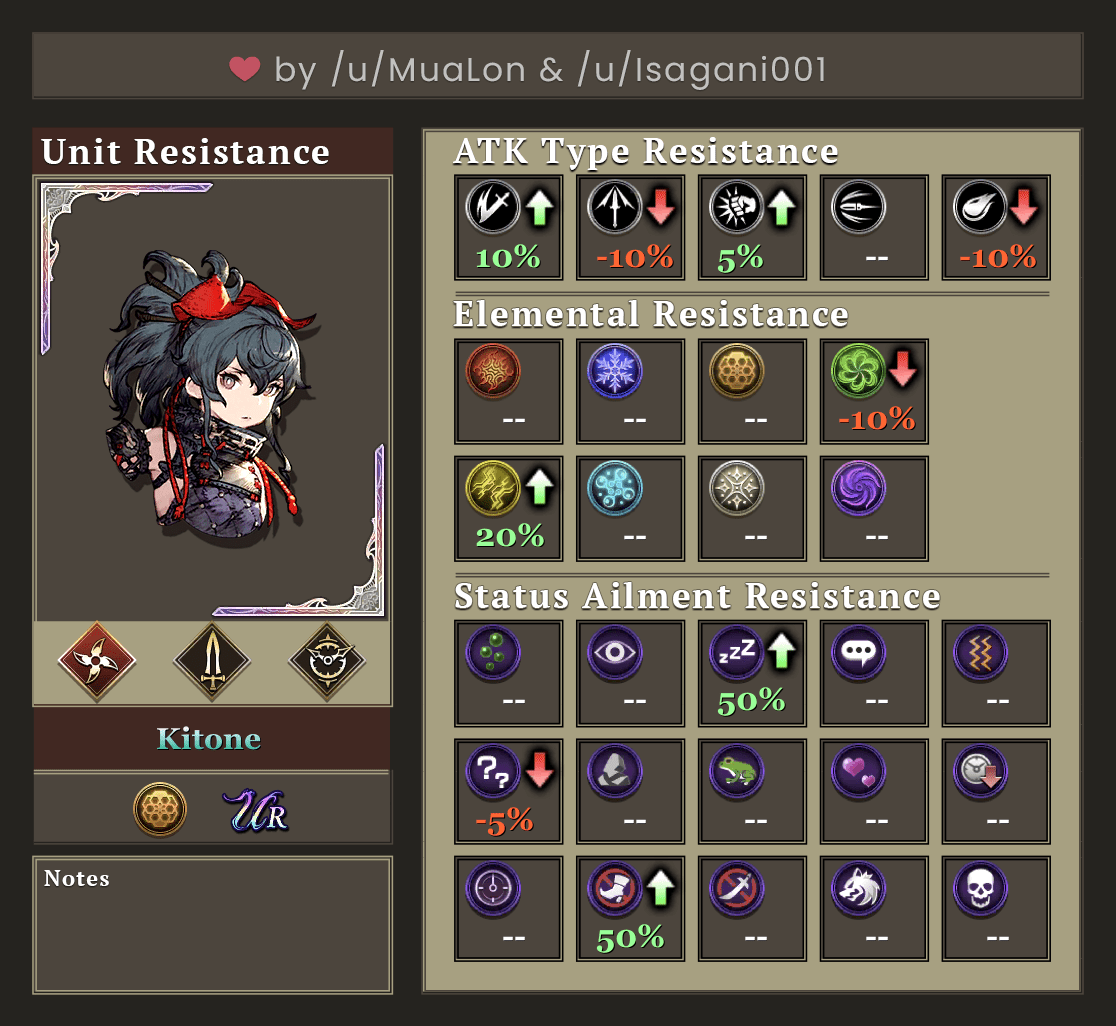 by /u/MuaLon & /u/Isagani001
Unit Resistance
Kitone
UR
Notes
ATK Type Resistance
10% -10% 5% -- -10%
Elemental Resistance
-- -- -- -10%
20% -- -- --
Status Ailment Resistance
zzZ
-- -- 50% -- --
? ?
-5% -- -- -- --
-- 50% -- -- --